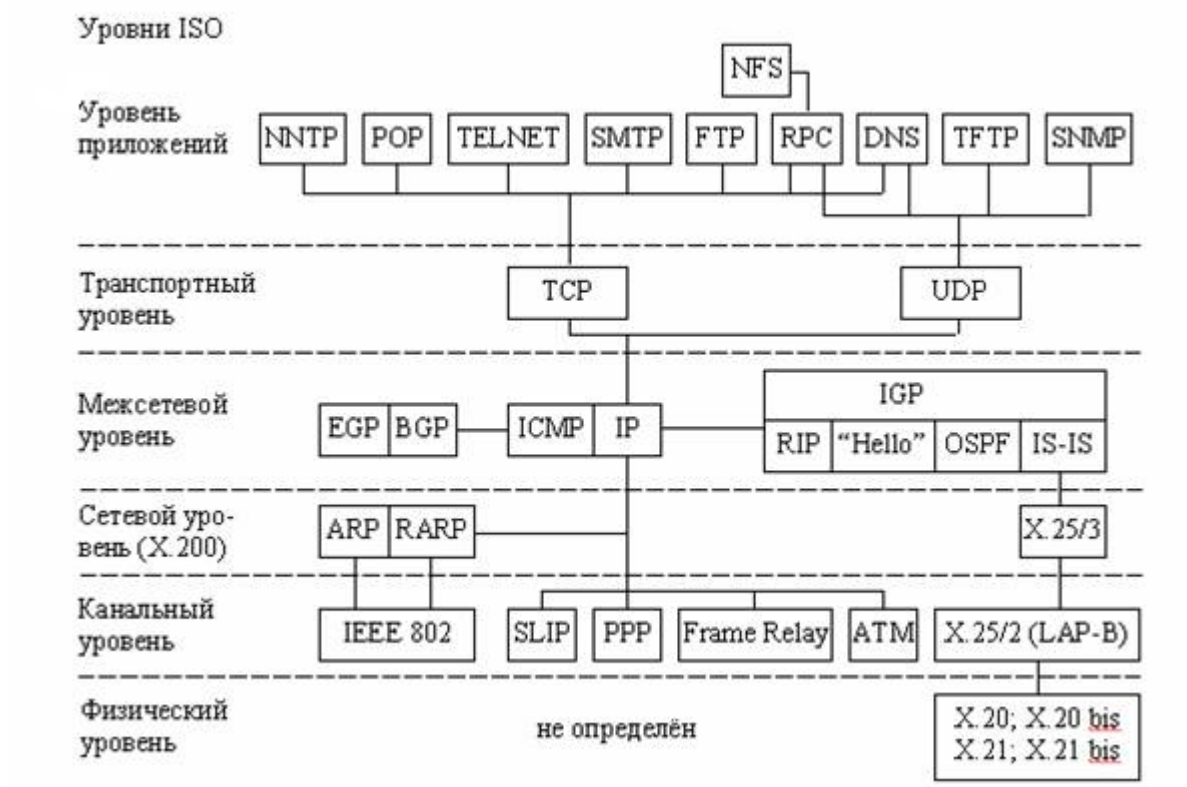 Уровни ISO
NFS
Уровень
приложений
NNTP POP TELNET SMTP FTP RPC DNS TFTP SNMP
Транспортный
уровень
TCP UDP
Межсетевой
уровень
EGP BGP ICMP IP
IGP
RIP “Hello” OSPF IS-IS
Сетевой уро-
вень (X.200)
ARP RARP X.25/3
Канальный
уровень
IEEE 802 SLIP PPP Frame Relay ATM X.25/2 (LAP-B)
Физический
уровень
не определён
X.20; X.20 bis
X.21; X.21 bis